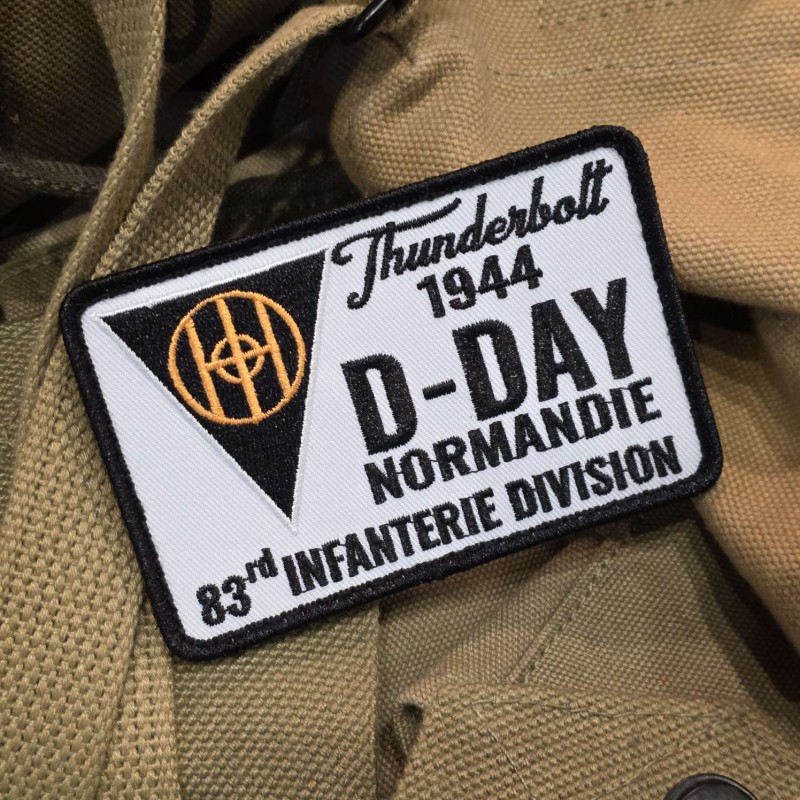 Thunderbolt
1944
D-DAY
NORMANDIE
83rd INFANTERIE DIVISION